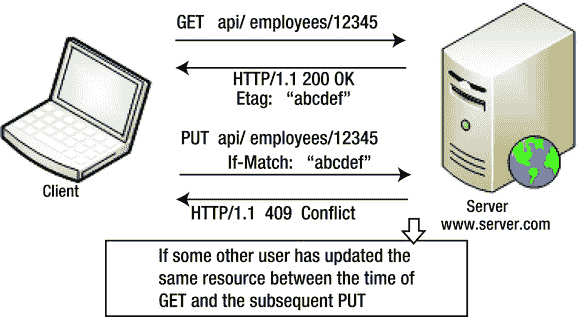 GET api/ employees/12345
HTTP/1.1 200 OK
Etag: "abcdef"
PUT api/ employees/12345
If-Match: "abcdef"
HTTP/1.1 409 Conflict
Client
Server
www.server.com
If some other user has updated the
same resource between the time of
GET and the subsequent PUT